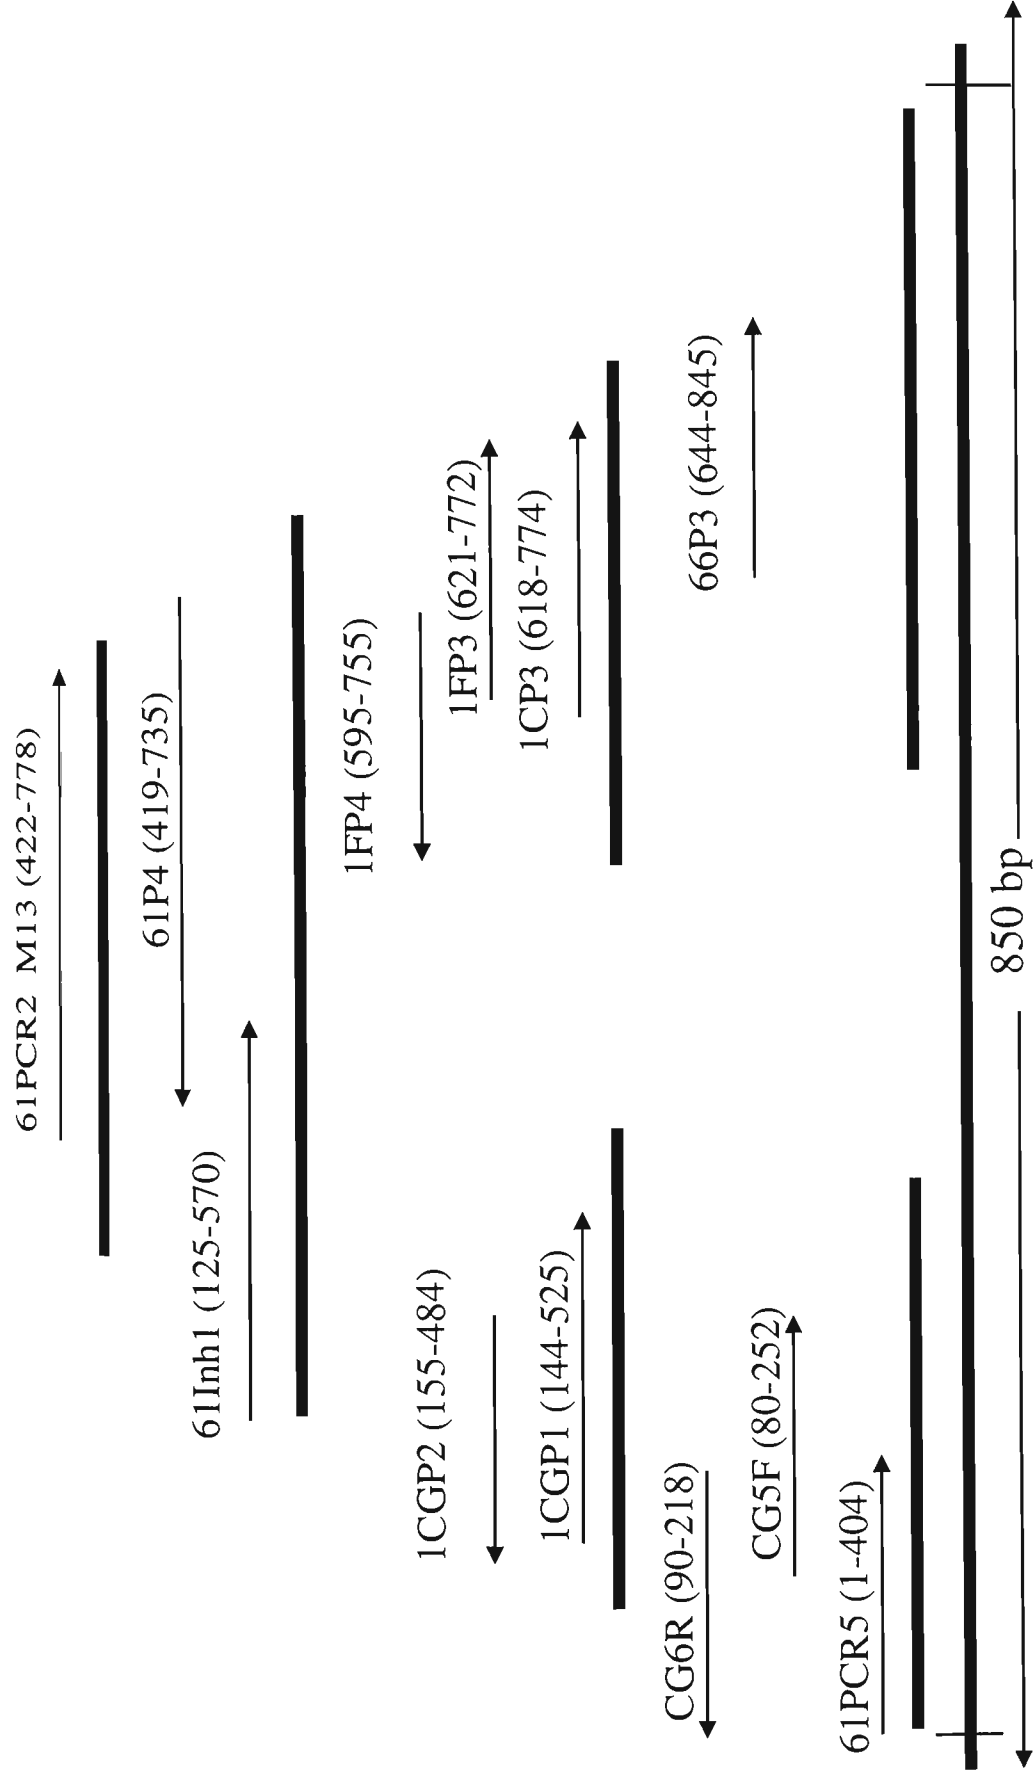 61PCR2 M13 (422-778)
61P4 (419-735)
61Inh1 (125-570)
1FP4 (595-755)
1FP3 (621-772)
1CGP2 (155-484)
1CP3 (618-774)
1CGP1 (144-525)
66P3 (644-845)
CG6R (90-218)
CG5F (80-252)
61PCR5 (1-404)
850 bp